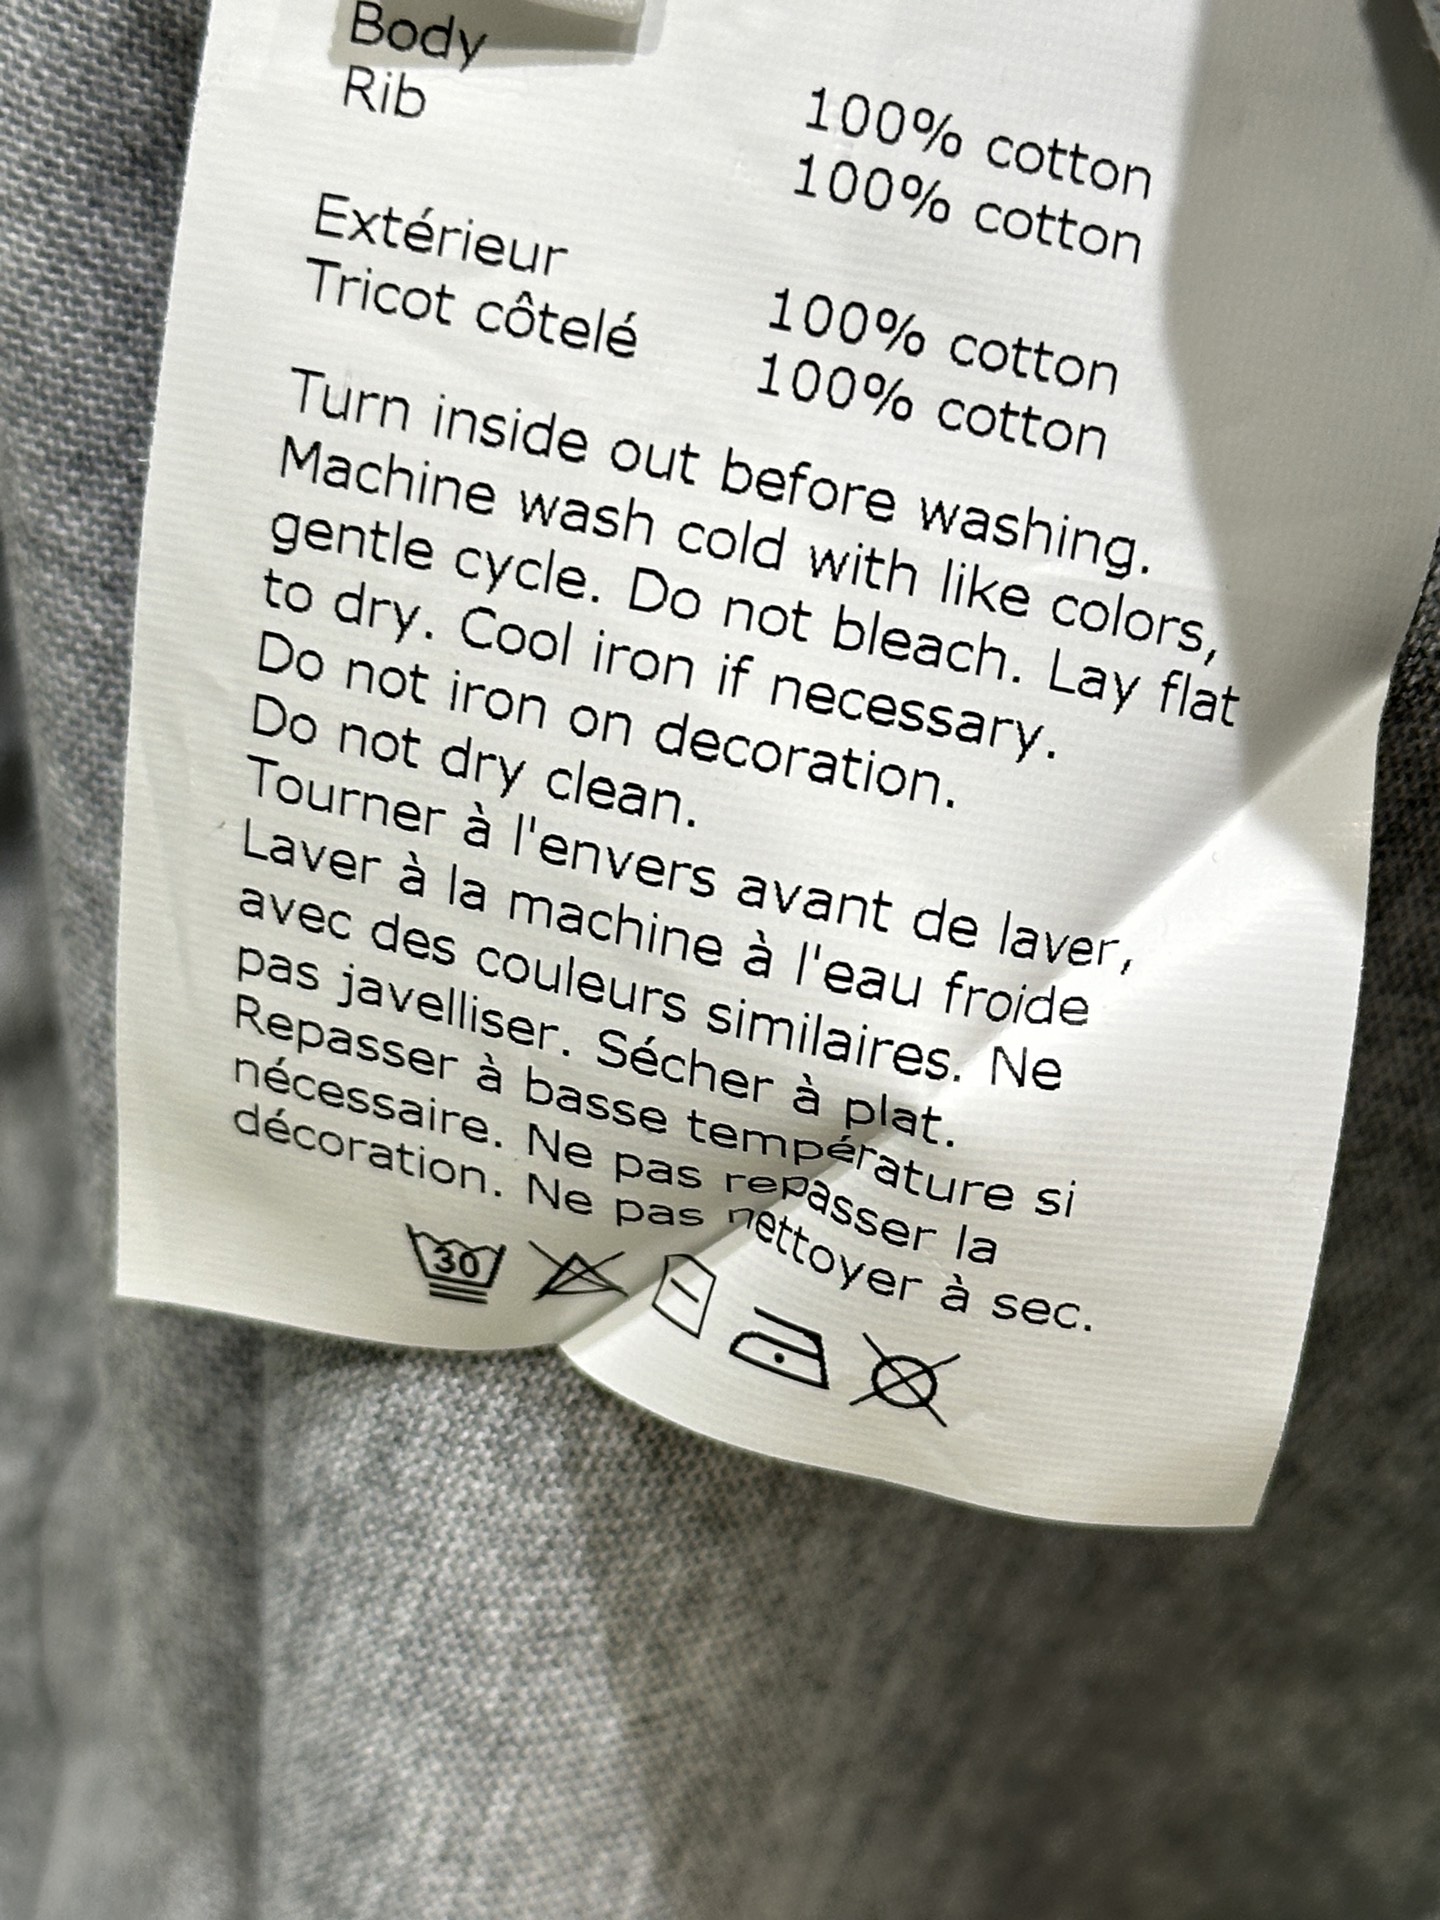 Body 100% cotton
Rib 100% cotton
Extérieur 100% cotton
Tricot côtelé 100% cotton
Turn inside out before washing.
Machine wash cold with like colors,
gentle cycle. Do not bleach. Lay flat
to dry. Cool iron if necessary.
Do not iron on decoration.
Do not dry clean.
Tourner à l'envers avant de laver,
Laver à la machine à l'eau froide
avec des couleurs similaires. Ne
pas javelliser. Sécher à plat.
Repasser à basse température si
nécessaire. Ne pas repasser la
décoration. Ne pas nettoyer à sec.
30